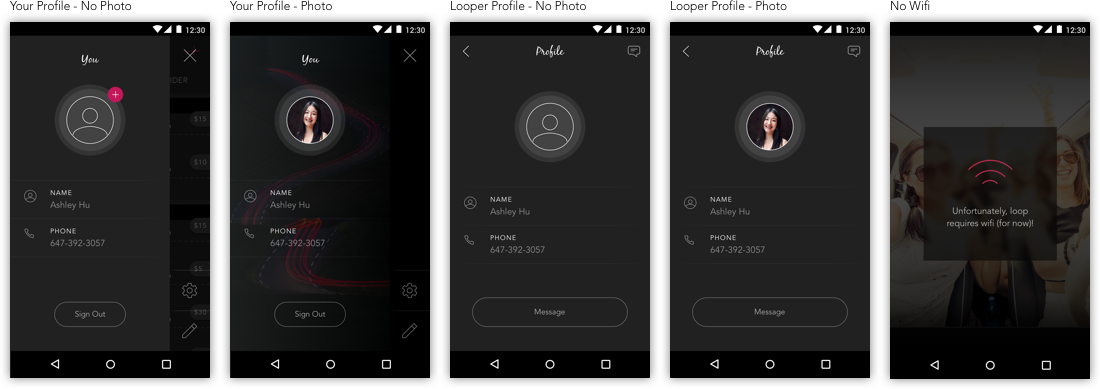 Your Profile - No Photo
12:30
You
IDER
$15
$10
NAME
Ashley Hu
$15
PHONE
647-392-3057
$5
Sign Out
$30
Your Profile - Photo
12:30
You
NAME
Ashley Hu
PHONE
647-392-3057
Sign Out
Looper Profile - No Photo
12:30
Profile
NAME
Ashley Hu
PHONE
647-392-3057
Message
Looper Profile - Photo
12:30
Profile
NAME
Ashley Hu
PHONE
647-392-3057
Message
No Wifi
12:30
Unfortunately, loop
requires wifi (for now)!